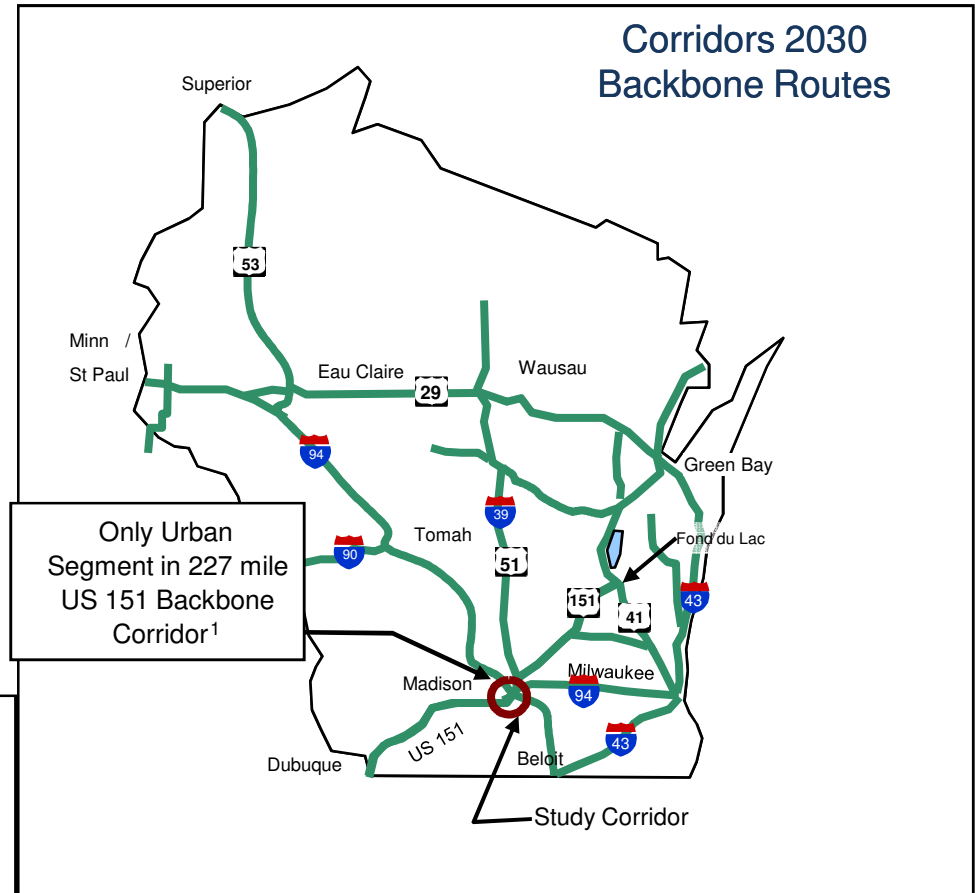 Corridors 2030
Backbone Routes
Superior
53
Minn /
St Paul
Eau Claire
29
Wausau
94
Green Bay
39
Only Urban
Segment in 227 mile
US 151 Backbone
Corridor¹
90
Tomah
51
Fond du Lac
151
41
43
Madison
Milwaukee
94
US 151
43
Dubuque
Beloit
Study Corridor